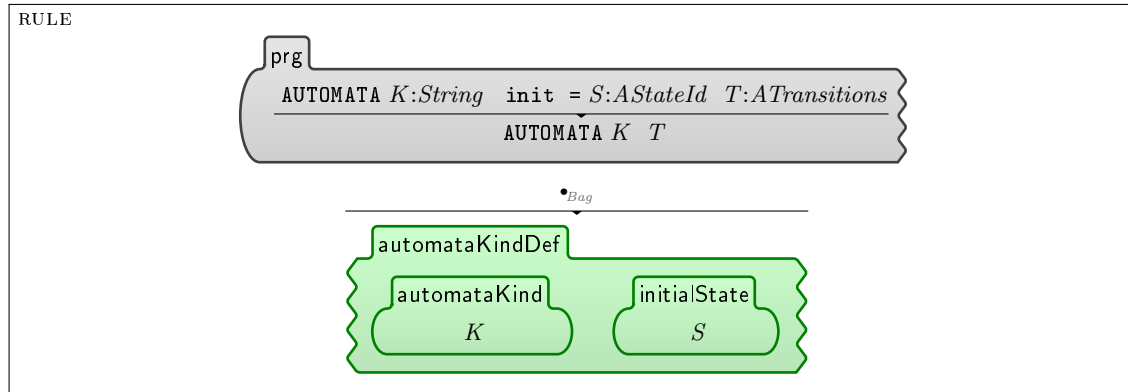 RULE
prg
AUTOMATA K:String init = S:AStateId T:ATransitions
AUTOMATA K T
•Bag
automataKindDef
automataKind initialState
K S